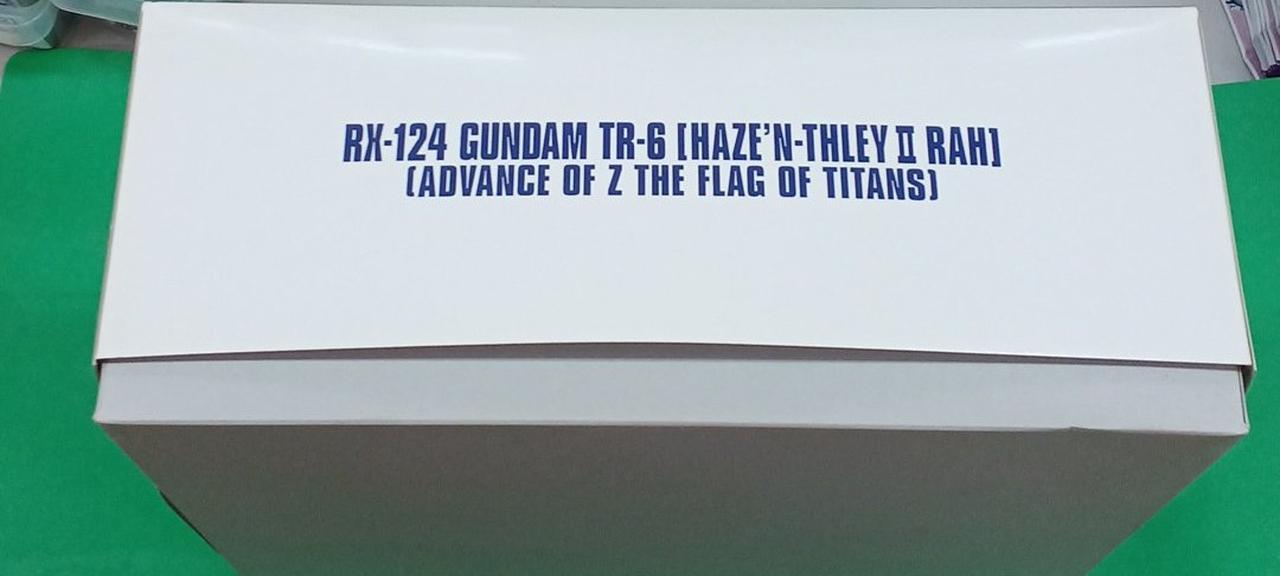 RX-124 GUNDAM TR-6 [HAZE'N-THLEY Ⅱ RAH]
(ADVANCE OF Z THE FLAG OF TITANS)